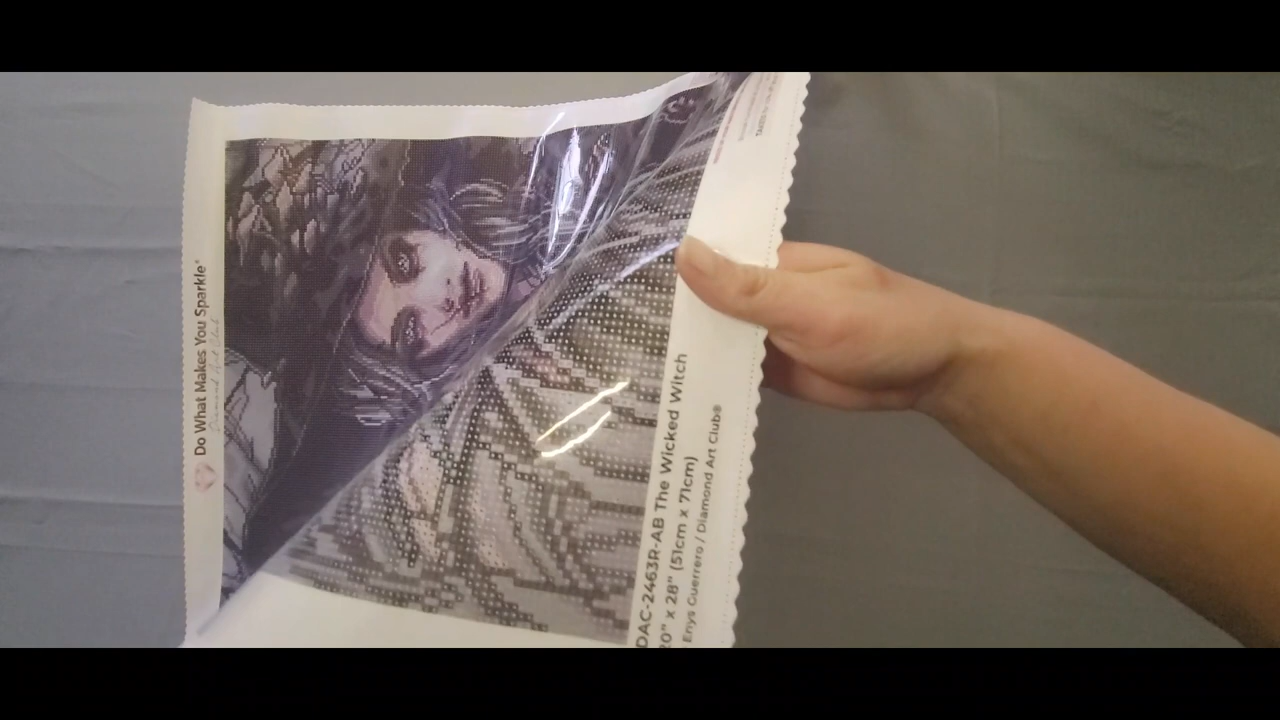 Do What Makes You Sparkle®
Diamond Art Club
DAC-2463R-AB The Wicked Witch
20" x 28" (51cm x 71cm)
Enys Guerrero / Diamond Art Club®